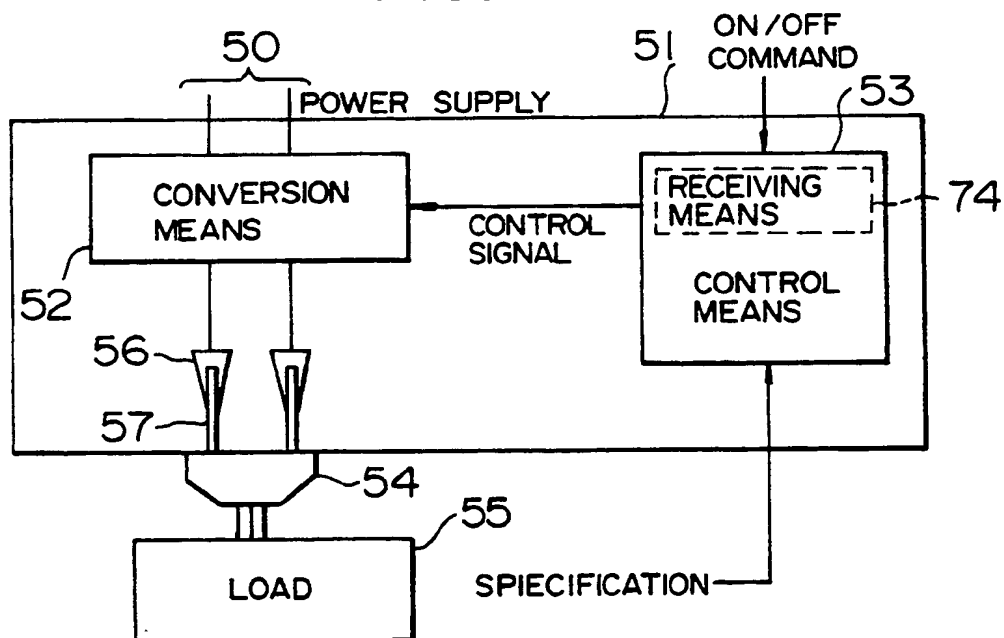 50
51
ON/OFF
COMMAND
POWER SUPPLY
53
CONVERSION
MEANS
RECEIVING
MEANS
74
CONTROL
SIGNAL
52
CONTROL
MEANS
56
57
54
55
LOAD
SPIECIFICATION